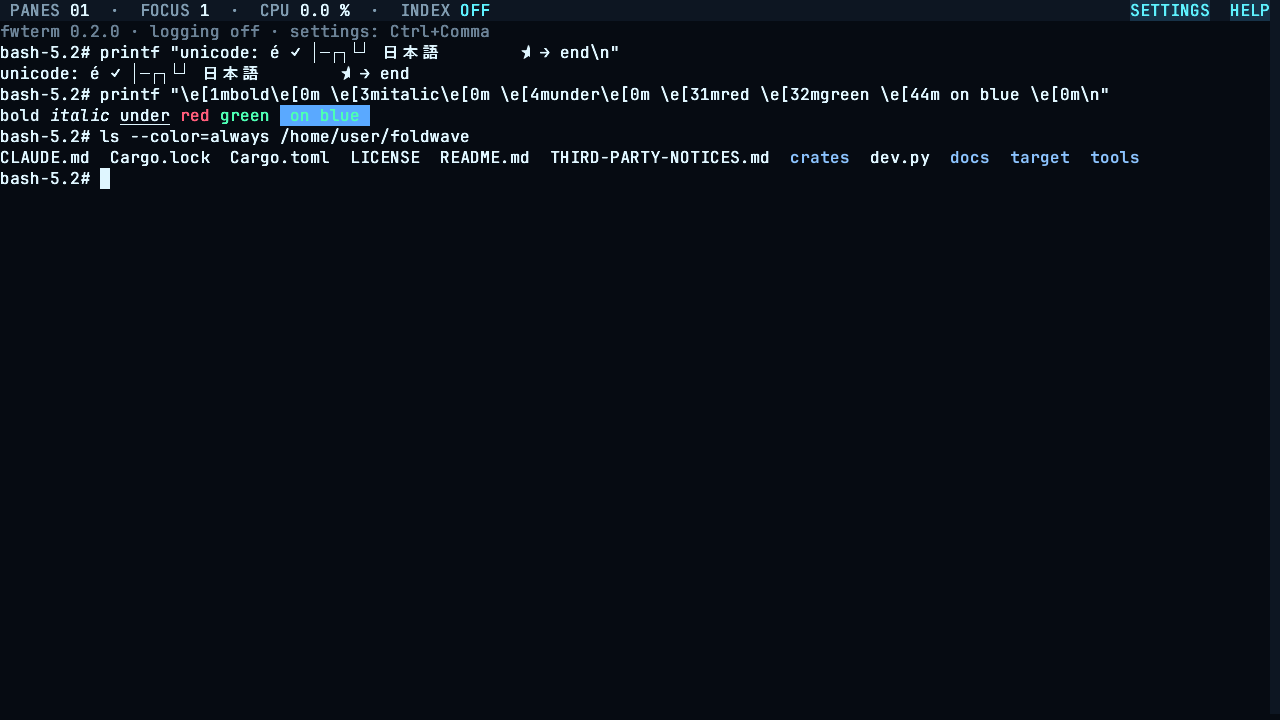 PANES 01 · FOCUS 1 · CPU 0.0 % · INDEX OFF SETTINGS HELP
fwterm 0.2.0 · logging off · settings: Ctrl+Comma
bash-5.2# printf "unicode: é ✓ │─┌┐└┘ 日本語 ★ → end\n"
unicode: é ✓ │─┌┐└┘ 日本語 ★ → end
bash-5.2# printf "\e[1mbold\e[0m \e[3mitalic\e[0m \e[4munder\e[0m \e[31mred \e[32mgreen \e[44m on blue \e[0m\n"
bold italic under red green on blue
bash-5.2# ls --color=always /home/user/foldwave
CLAUDE.md Cargo.lock Cargo.toml LICENSE README.md THIRD-PARTY-NOTICES.md crates dev.py docs target tools
bash-5.2#